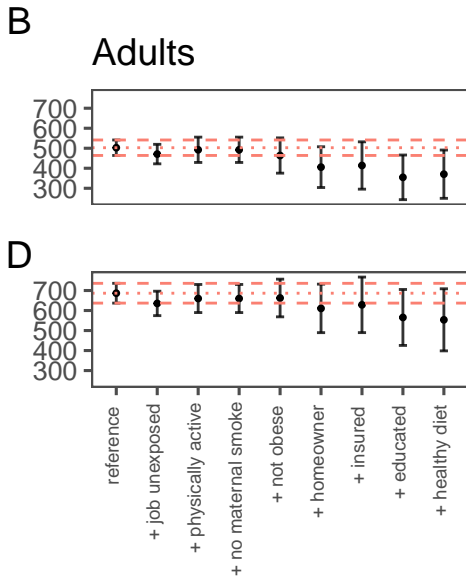 B
Adults
700
600
500
400
300
D
700
600
500
400
300
reference
+ job unexposed
+ physically active
+ no maternal smoke
+ not obese
+ homeowner
+ insured
+ educated
+ healthy diet